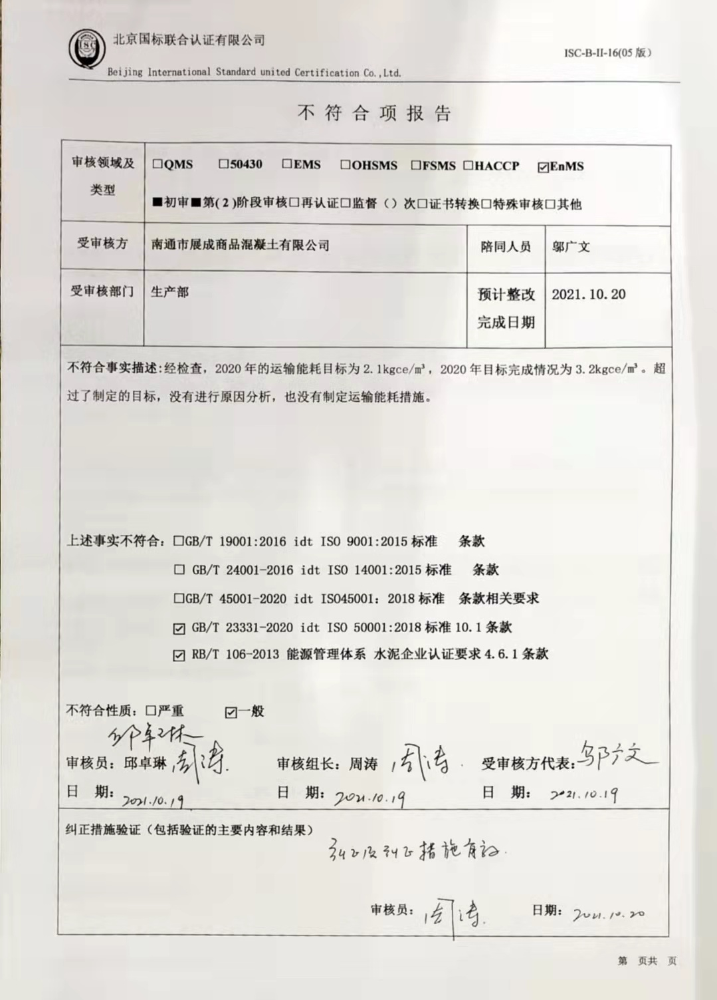 北京国标联合认证有限公司
ISC-B-II-16(05 版)
Beijing International Standard united Certification Co.,Ltd.
不 符 合 项 报 告
审核领域及类型
□QMS □50430 □EMS □OHSMS □FSMS □HACCP ☑EnMS
■初审■第( 2 )阶段审核□再认证□监督（）次□证书转换□特殊审核□其他
受审核方 南通市展成商品混凝土有限公司 陪同人员 邬广文
受审核部门 生产部 预计整改完成日期 2021.10.20
不符合事实描述:经检查，2020 年的运输能耗目标为 2.1kgce/m³，2020 年目标完成情况为 3.2kgce/m³。超
过了制定的目标，没有进行原因分析，也没有制定运输能耗措施。
上述事实不符合：□GB/T 19001:2016 idt ISO 9001:2015 标准 条款
□ GB/T 24001-2016 idt ISO 14001:2015 标准 条款
□GB/T 45001-2020 idt ISO45001：2018 标准 条款相关要求
☑ GB/T 23331-2020 idt ISO 50001:2018 标准 10.1 条款
☑ RB/T 106-2013 能源管理体系 水泥企业认证要求 4.6.1 条款
不符合性质：□严重 ☑一般
邱卓琳
审核员：邱卓琳 周涛. 审核组长：周涛 周涛. 受审核方代表:邬广文
日 期: 2021.10.19 日 期: 2021.10.19 日 期: 2021.10.19
纠正措施验证（包括验证的主要内容和结果）
纠正及纠正措施有效.
审核员: 周涛. 日期: 2021.10.20
第 页共 页